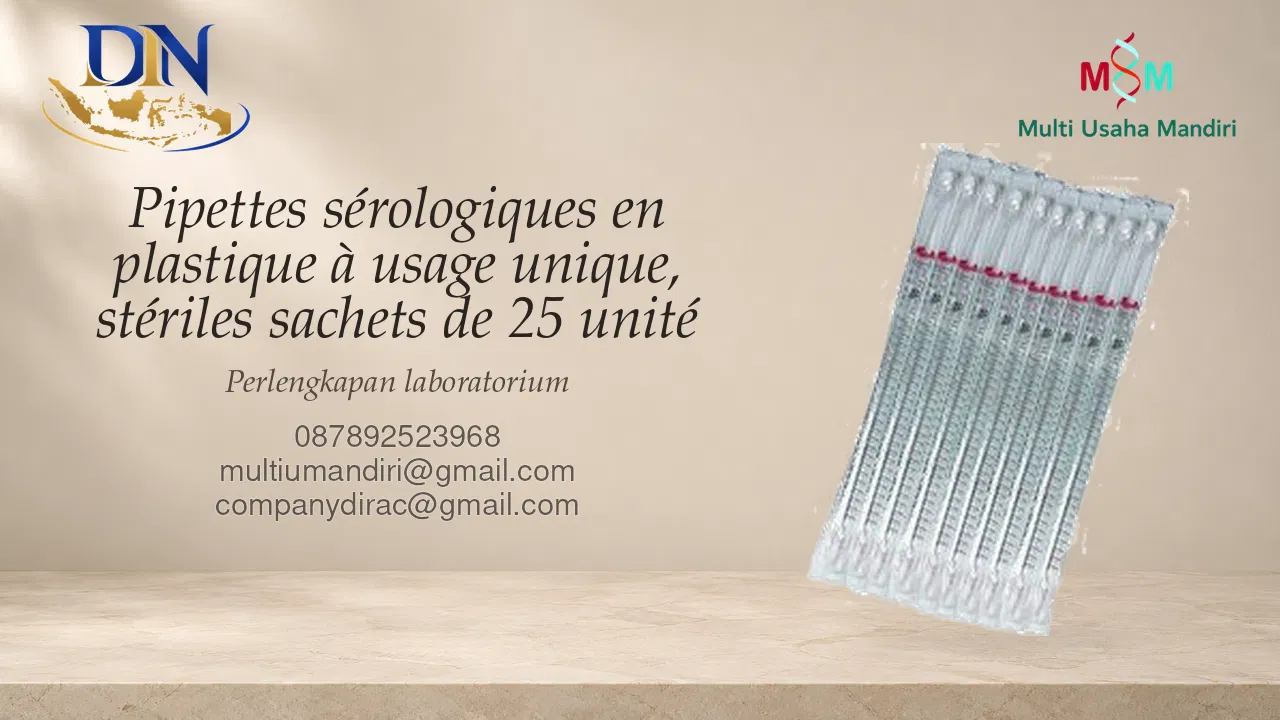 DN
M M
Multi Usaha Mandiri
Pipettes sérologiques en
plastique à usage unique,
stériles sachets de 25 unité
Perlengkapan laboratorium
087892523968
multiumandiri@gmail.com
companydirac@gmail.com